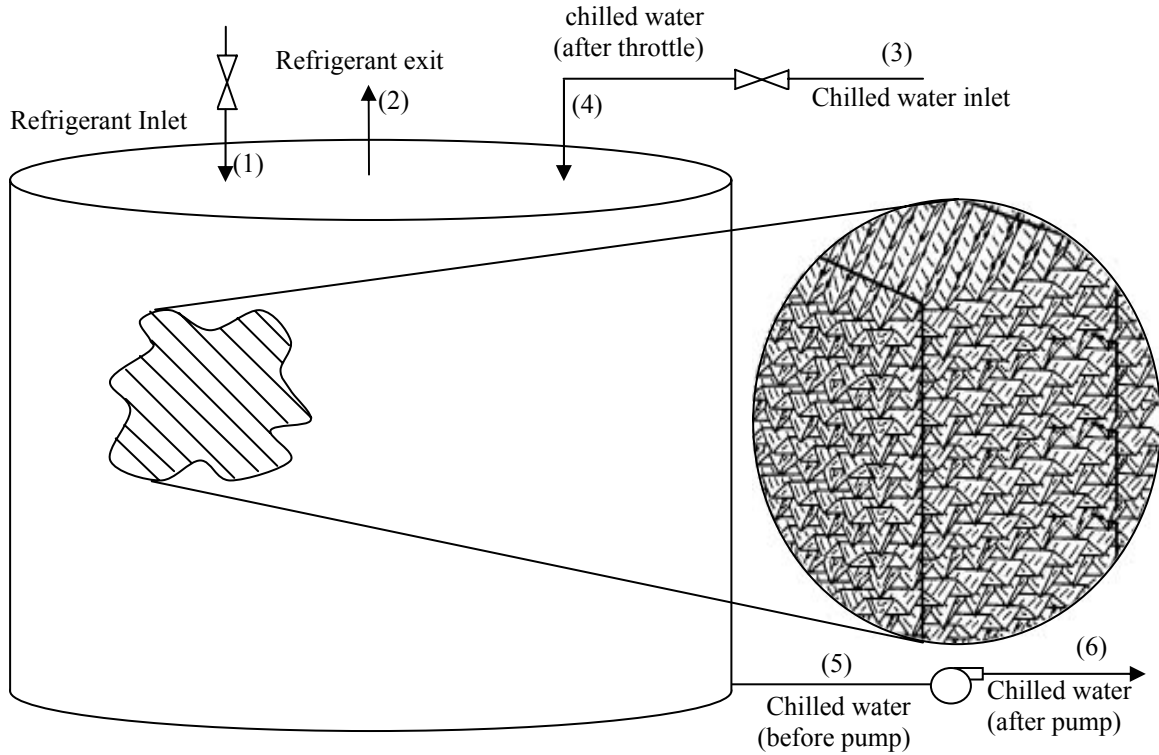 chilled water
(after throttle)
(3)
Refrigerant exit
(2)
Chilled water inlet
(4)
Refrigerant Inlet
(1)
(5)
(6)
Chilled water
(before pump)
Chilled water
(after pump)